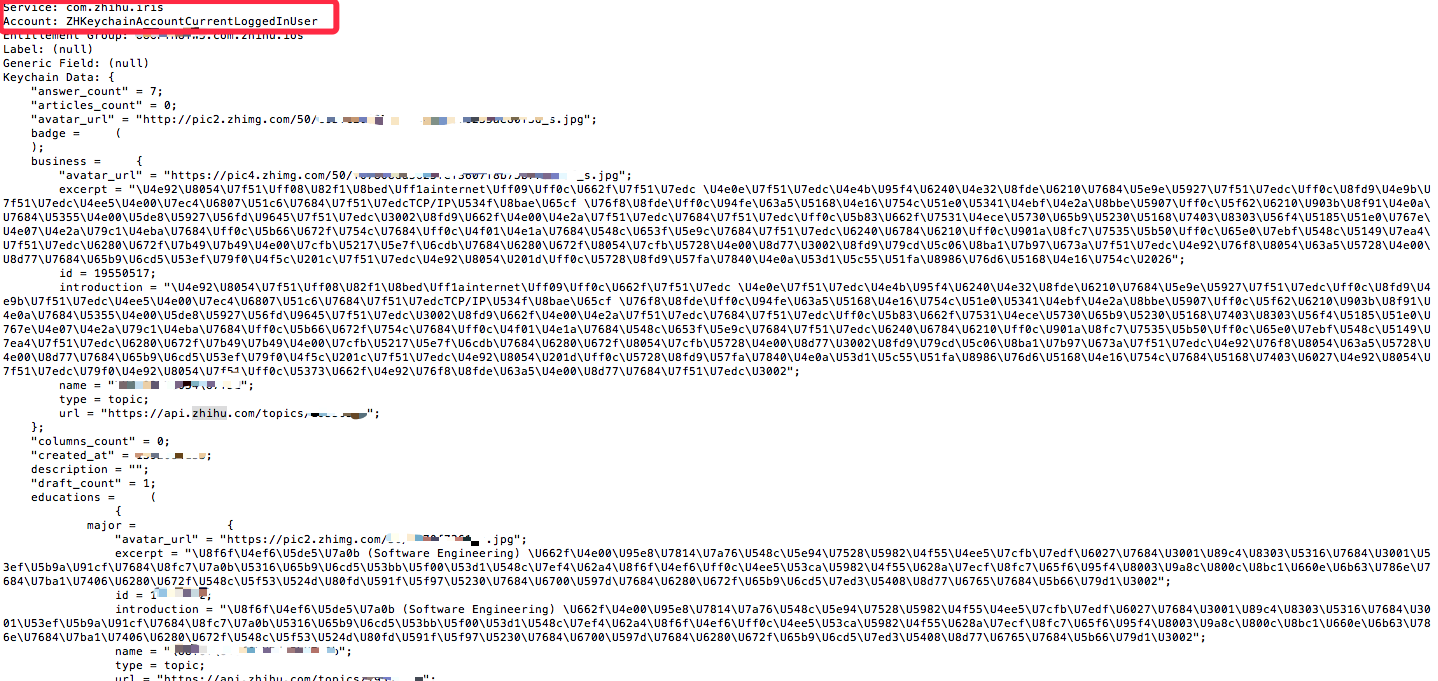 Service: com.zhihu.iris
Account: ZHKeychainAccountCurrentLoggedInUser
Entitlement Group: .com.zhihu.ios
Label: (null)
Generic Field: (null)
Keychain Data: {
"answer_count" = 7;
"articles_count" = 0;
"avatar_url" = "http://pic2.zhimg.com/50/ _s.jpg";
badge = (
);
business = {
"avatar_url" = "https://pic4.zhimg.com/50/ _s.jpg";
excerpt = "\U4e92\U8054\U7f51\Uff08\U82f1\U8bed\Uff1ainternet\Uff09\Uff0c\U662f\U7f51\U7edc \U4e0e\U7f51\U7edc\U4e4b\U95f4\U6240\U4e32\U8fde\U6210\U7684\U5e9e\U5927\U7f51\U7edc\Uff0c\U8fd9\U4e9b\U
7f51\U7edc\U4ee5\U4e00\U7ec4\U6807\U51c6\U7684\U7f51\U7edcTCP/IP\U534f\U8bae\U65cf \U76f8\U8fde\Uff0c\U94fe\U63a5\U5168\U4e16\U754c\U51e0\U5341\U4ebf\U4e2a\U8bbe\U5907\Uff0c\U5f62\U6210\U903b\U8f91\U4e0a\U
7684\U5355\U4e00\U5de8\U5927\U56fd\U9645\U7f51\U7edc\U3002\U8fd9\U662f\U4e00\U4e2a\U7f51\U7edc\U7684\U7f51\U7edc\Uff0c\U5b83\U662f\U7531\U4ece\U5730\U65b9\U5230\U5168\U7403\U8303\U56f4\U5185\U51e0\U767e\U
4e07\U4e2a\U79c1\U4eba\U7684\Uff0c\U5b66\U672f\U754c\U7684\Uff0c\U4f01\U4e1a\U7684\U548c\U653f\U5e9c\U7684\U7f51\U7edc\U6240\U6784\U6210\Uff0c\U901a\U8fc7\U7535\U5b50\Uff0c\U65e0\U7ebf\U548c\U5149\U7ea4\U
7f51\U7edc\U6280\U672f\U7b49\U7b49\U4e00\U7cfb\U5217\U5e7f\U6cdb\U7684\U6280\U672f\U8054\U7cfb\U5728\U4e00\U8d77\U3002\U8fd9\U79cd\U5c06\U8ba1\U7b97\U673a\U7f51\U7edc\U4e92\U76f8\U8054\U63a5\U5728\U4e00\U
8d77\U7684\U65b9\U6cd5\U53ef\U79f0\U4f5c\U201c\U7f51\U7edc\U4e92\U8054\U201d\Uff0c\U5728\U8fd9\U57fa\U7840\U4e0a\U53d1\U5c55\U51fa\U8986\U76d6\U5168\U4e16\U754c\U2026";
id = 19550517;
introduction = "\U4e92\U8054\U7f51\Uff08\U82f1\U8bed\Uff1ainternet\Uff09\Uff0c\U662f\U7f51\U7edc \U4e0e\U7f51\U7edc\U4e4b\U95f4\U6240\U4e32\U8fde\U6210\U7684\U5e9e\U5927\U7f51\U7edc\Uff0c\U8fd9\U4
e9b\U7f51\U7edc\U4ee5\U4e00\U7ec4\U6807\U51c6\U7684\U7f51\U7edcTCP/IP\U534f\U8bae\U65cf \U76f8\U8fde\Uff0c\U94fe\U63a5\U5168\U4e16\U754c\U51e0\U5341\U4ebf\U4e2a\U8bbe\U5907\Uff0c\U5f62\U6210\U903b\U8f91\U
4e0a\U7684\U5355\U4e00\U5de8\U5927\U56fd\U9645\U7f51\U7edc\U3002\U8fd9\U662f\U4e00\U4e2a\U7f51\U7edc\U7684\U7f51\U7edc\Uff0c\U5b83\U662f\U7531\U4ece\U5730\U65b9\U5230\U5168\U7403\U8303\U56f4\U5185\U51e0\U
767e\U4e07\U4e2a\U79c1\U4eba\U7684\Uff0c\U5b66\U672f\U754c\U7684\Uff0c\U4f01\U4e1a\U7684\U548c\U653f\U5e9c\U7684\U7f51\U7edc\U6240\U6784\U6210\Uff0c\U901a\U8fc7\U7535\U5b50\Uff0c\U65e0\U7ebf\U548c\U5149\U
7ea4\U7f51\U7edc\U6280\U672f\U7b49\U7b49\U4e00\U7cfb\U5217\U5e7f\U6cdb\U7684\U6280\U672f\U8054\U7cfb\U5728\U4e00\U8d77\U3002\U8fd9\U79cd\U5c06\U8ba1\U7b97\U673a\U7f51\U7edc\U4e92\U76f8\U8054\U63a5\U5728\U
4e00\U8d77\U7684\U65b9\U6cd5\U53ef\U79f0\U4f5c\U201c\U7f51\U7edc\U4e92\U8054\U201d\Uff0c\U5728\U8fd9\U57fa\U7840\U4e0a\U53d1\U5c55\U51fa\U8986\U76d6\U5168\U4e16\U754c\U7684\U5168\U7403\U6027\U4e92\U8054\U
7f51\U7edc\U79f0\U4e92\U8054\U7f51\Uff0c\U5373\U662f\U4e92\U76f8\U8fde\U63a5\U4e00\U8d77\U7684\U7f51\U7edc\U3002";
name = "
type = topic;
url = "https://api.zhihu.com/topics/ ";
};
"columns_count" = 0;
"created_at" = ;
description = "";
"draft_count" = 1;
educations = (
{
major = {
"avatar_url" = "https://pic2.zhimg.com/ .jpg";
excerpt = "\U8f6f\U4ef6\U5de5\U7a0b (Software Engineering) \U662f\U4e00\U95e8\U7814\U7a76\U548c\U5e94\U7528\U5982\U4f55\U4ee5\U7cfb\U7edf\U6027\U7684\U3001\U89c4\U8303\U5316\U7684\U3001\U5
3ef\U5b9a\U91cf\U7684\U8fc7\U7a0b\U5316\U65b9\U6cd5\U53bb\U5f00\U53d1\U548c\U7ef4\U62a4\U8f6f\U4ef6\Uff0c\U4ee5\U53ca\U5982\U4f55\U628a\U7ecf\U8fc7\U65f6\U95f4\U8003\U9a8c\U800c\U8bc1\U660e\U6b63\U786e\U7
684\U7ba1\U7406\U6280\U672f\U548c\U5f53\U524d\U80fd\U591f\U5f97\U5230\U7684\U6700\U597d\U7684\U6280\U672f\U65b9\U6cd5\U7ed3\U5408\U8d77\U6765\U7684\U5b66\U79d1\U3002";
id = 1
introduction = "\U8f6f\U4ef6\U5de5\U7a0b (Software Engineering) \U662f\U4e00\U95e8\U7814\U7a76\U548c\U5e94\U7528\U5982\U4f55\U4ee5\U7cfb\U7edf\U6027\U7684\U3001\U89c4\U8303\U5316\U7684\U30
01\U53ef\U5b9a\U91cf\U7684\U8fc7\U7a0b\U5316\U65b9\U6cd5\U53bb\U5f00\U53d1\U548c\U7ef4\U62a4\U8f6f\U4ef6\Uff0c\U4ee5\U53ca\U5982\U4f55\U628a\U7ecf\U8fc7\U65f6\U95f4\U8003\U9a8c\U800c\U8bc1\U660e\U6b63\U78
6e\U7684\U7ba1\U7406\U6280\U672f\U548c\U5f53\U524d\U80fd\U591f\U5f97\U5230\U7684\U6700\U597d\U7684\U6280\U672f\U65b9\U6cd5\U7ed3\U5408\U8d77\U6765\U7684\U5b66\U79d1\U3002";
name = " ";
type = topic;
url = "https://api.zhihu.com/topics/ ";